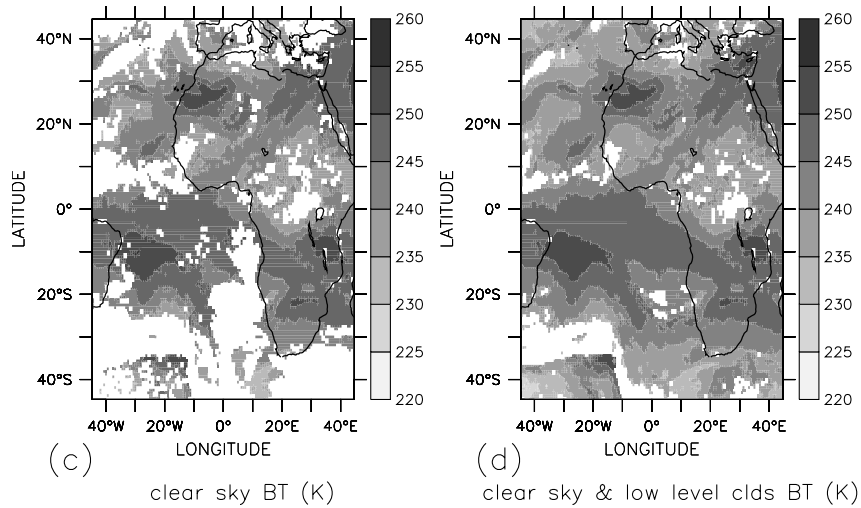 260
255
250
245
240
235
230
225
220
40°N
20°N
0°
20°S
40°S
LATITUDE
40°W 20°W 0° 20°E 40°E
LONGITUDE
(c)
clear sky BT (K)
260
255
250
245
240
235
230
225
220
40°N
20°N
0°
20°S
40°S
LATITUDE
40°W 20°W 0° 20°E 40°E
LONGITUDE
(d)
clear sky & low level clds BT (K)